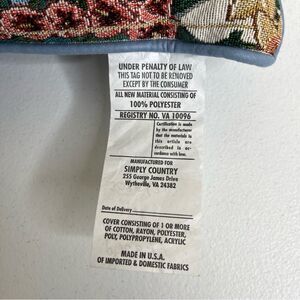 UNDER PENALTY OF LAW
THIS TAG NOT TO BE REMOVED
EXCEPT BY THE CONSUMER
ALL NEW MATERIAL CONSISTING OF
100% POLYESTER
REGISTRY NO. VA 10096
Certification is made
by the manufacturer
that the materials in
this article are
described in ac-
cordance with law.
MANUFACTURED FOR
SIMPLY COUNTRY
255 George James Drive
Wytheville, VA 24382
Date of Delivery
COVER CONSISTING OF 1 OR MORE
OF COTTON, RAYON, POLYESTER,
POLY, POLYPROPYLENE, ACRYLIC
MADE IN U.S.A.
OF IMPORTED & DOMESTIC FABRICS